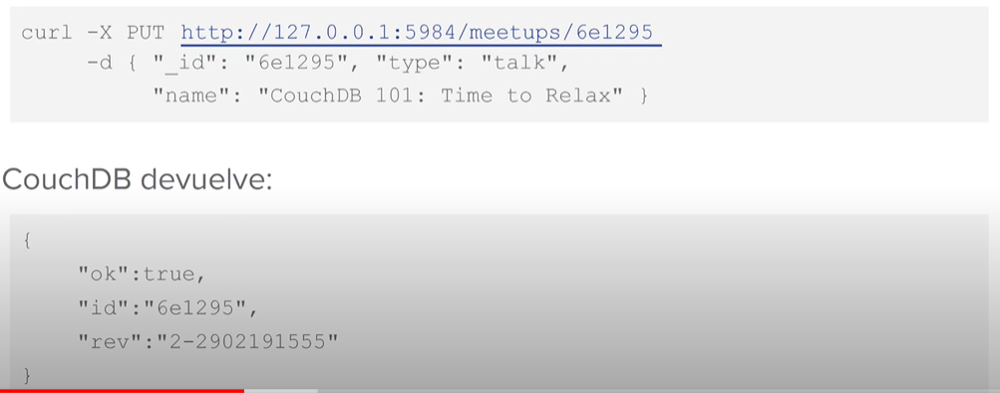 curl -X PUT http://127.0.0.1:5984/meetups/6e1295
-d { "_id": "6e1295", "type": "talk",
"name": "CouchDB 101: Time to Relax" }
CouchDB devuelve:
{
"ok":true,
"id":"6e1295",
"rev":"2-2902191555"
}